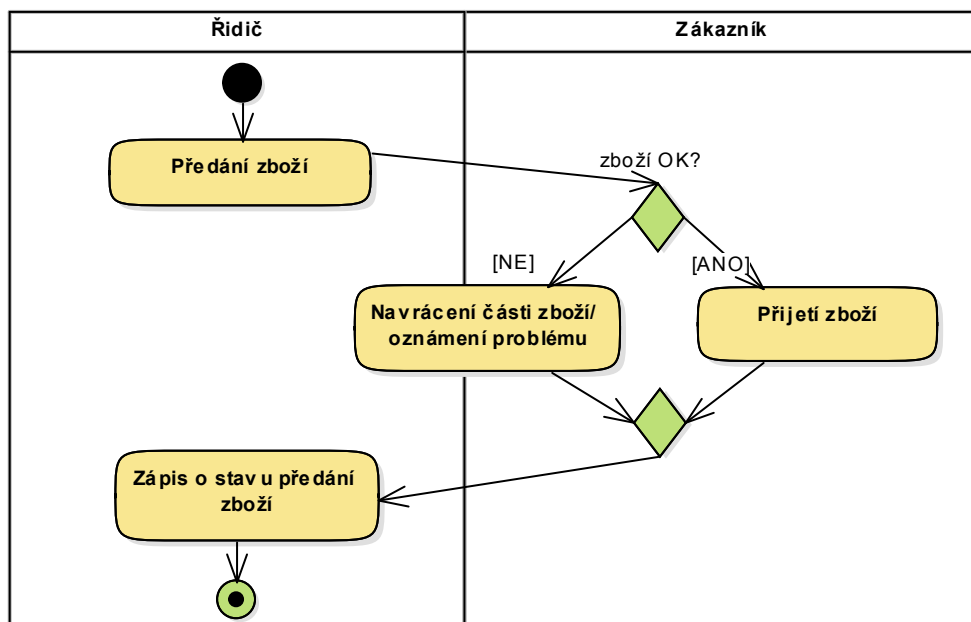 Řidič
Zákazník
Předání zboží
zboží OK?
[NE]
[ANO]
Navrácení části zboží/
oznámení problému
Přijetí zboží
Zápis o stavu předání
zboží